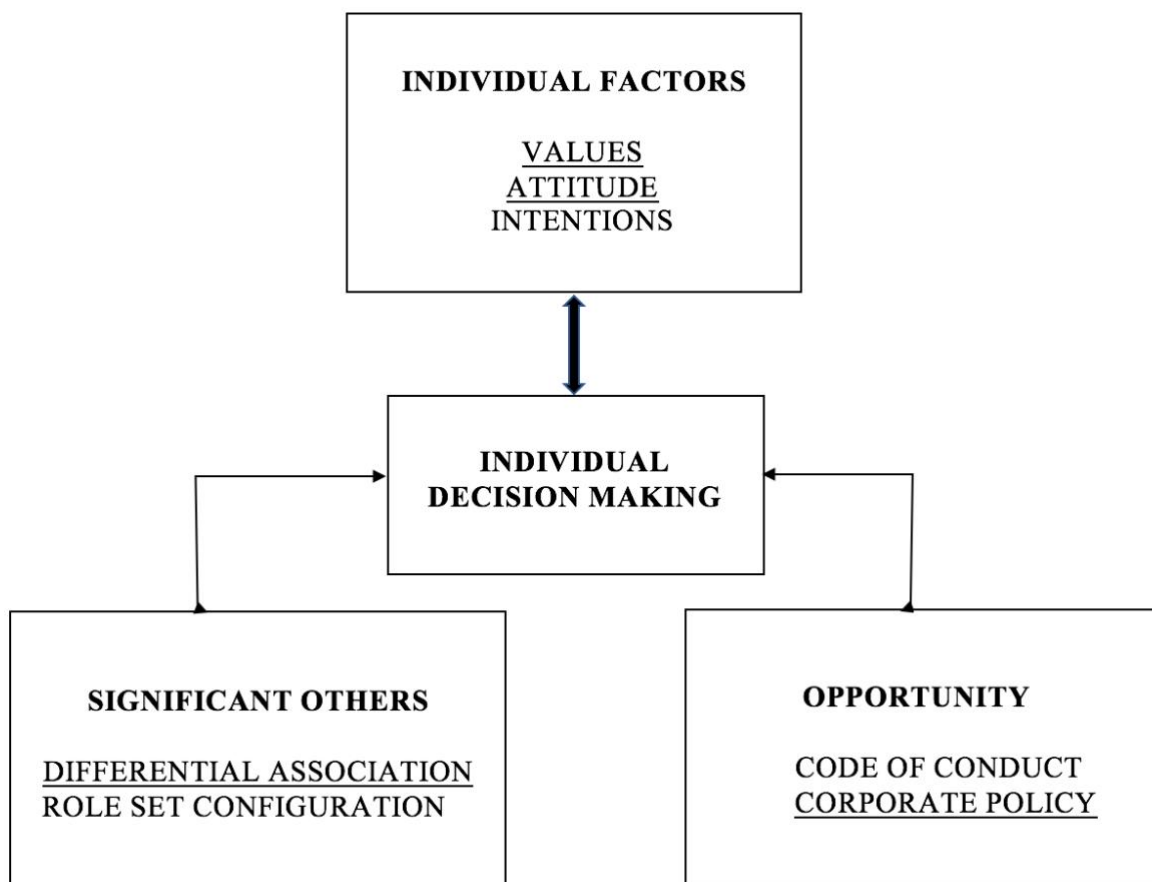 INDIVIDUAL FACTORS
VALUES
ATTITUDE
INTENTIONS
INDIVIDUAL
DECISION MAKING
SIGNIFICANT OTHERS
DIFFERENTIAL ASSOCIATION
ROLE SET CONFIGURATION
OPPORTUNITY
CODE OF CONDUCT
CORPORATE POLICY